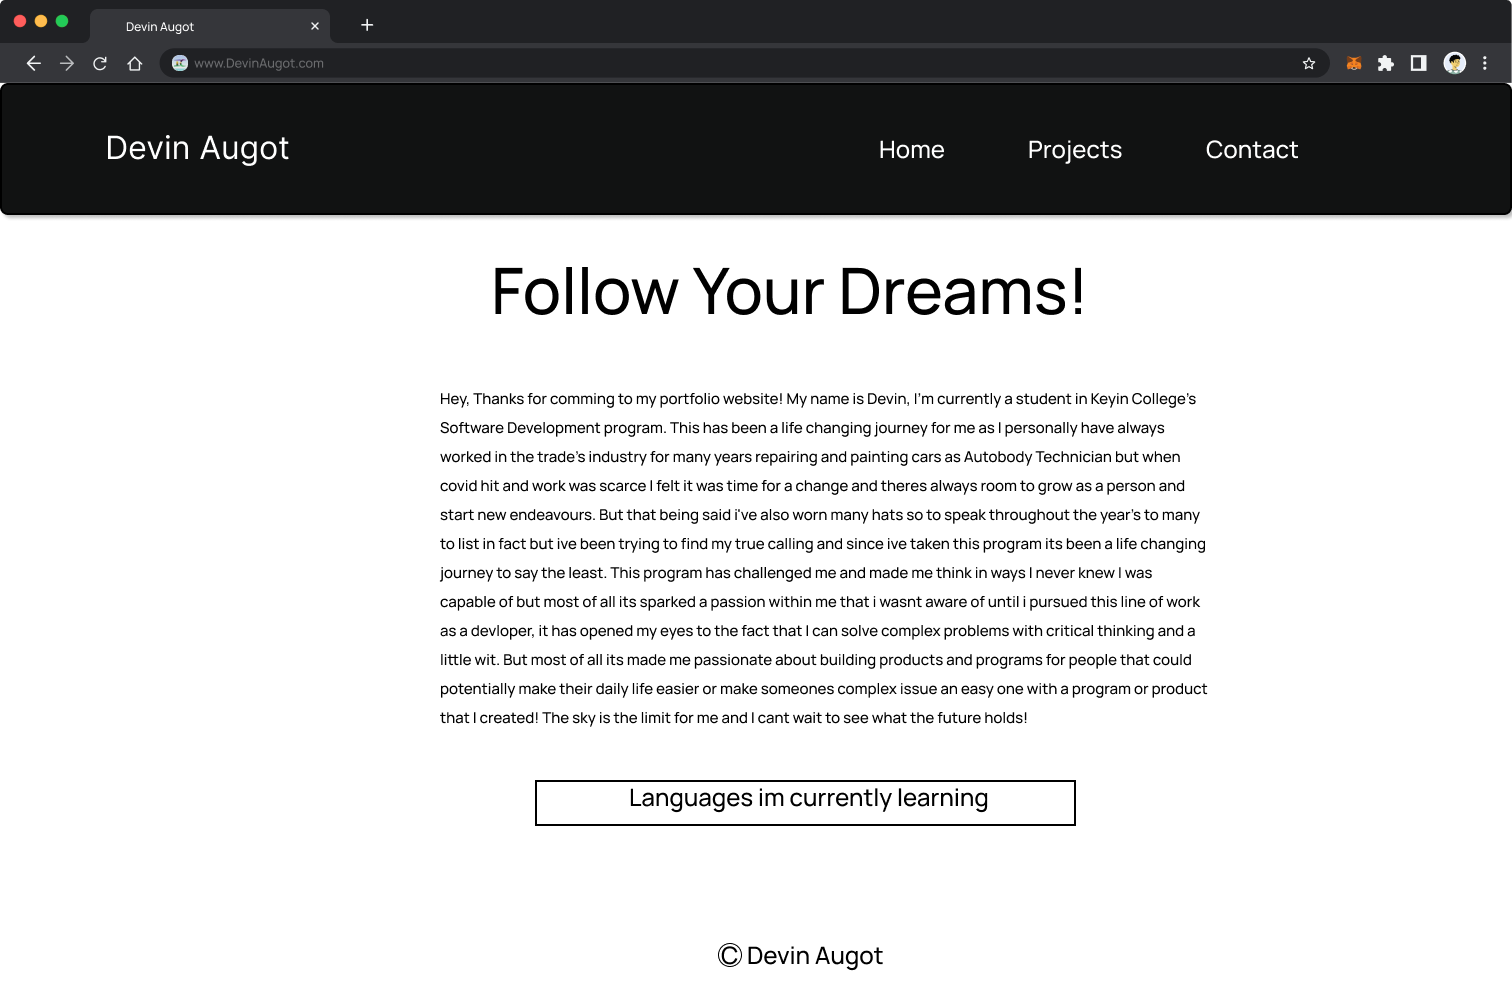 Devin Augot
www.DevinAugot.com
Devin Augot
Home Projects Contact
Follow Your Dreams!
Hey, Thanks for comming to my portfolio website! My name is Devin, I'm currently a student in Keyin College's
Software Development program. This has been a life changing journey for me as I personally have always
worked in the trade's industry for many years repairing and painting cars as Autobody Technician but when
covid hit and work was scarce I felt it was time for a change and theres always room to grow as a person and
start new endeavours. But that being said i've also worn many hats so to speak throughout the year's to many
to list in fact but ive been trying to find my true calling and since ive taken this program its been a life changing
journey to say the least. This program has challenged me and made me think in ways I never knew I was
capable of but most of all its sparked a passion within me that i wasnt aware of until i pursued this line of work
as a devloper, it has opened my eyes to the fact that I can solve complex problems with critical thinking and a
little wit. But most of all its made me passionate about building products and programs for people that could
potentially make their daily life easier or make someones complex issue an easy one with a program or product
that I created! The sky is the limit for me and I cant wait to see what the future holds!
Languages im currently learning
© Devin Augot